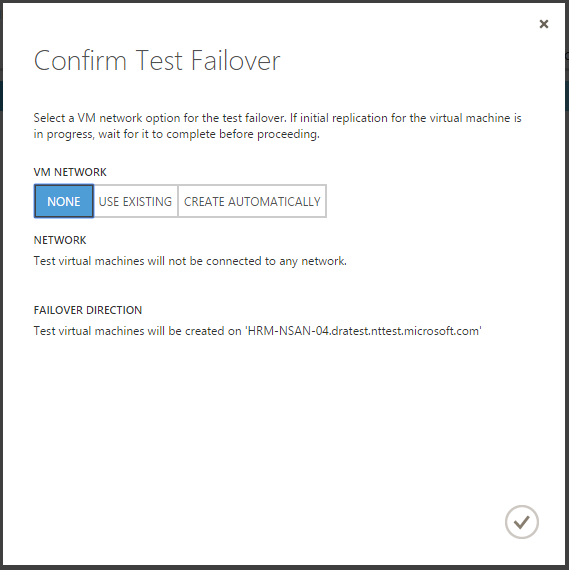 Confirm Test Failover
Select a VM network option for the test failover. If initial replication for the virtual machine is
in progress, wait for it to complete before proceeding.
VM NETWORK
NONE USE EXISTING CREATE AUTOMATICALLY
NETWORK
Test virtual machines will not be connected to any network.
FAILOVER DIRECTION
Test virtual machines will be created on 'HRM-NSAN-04.dratest.nttest.microsoft.com'